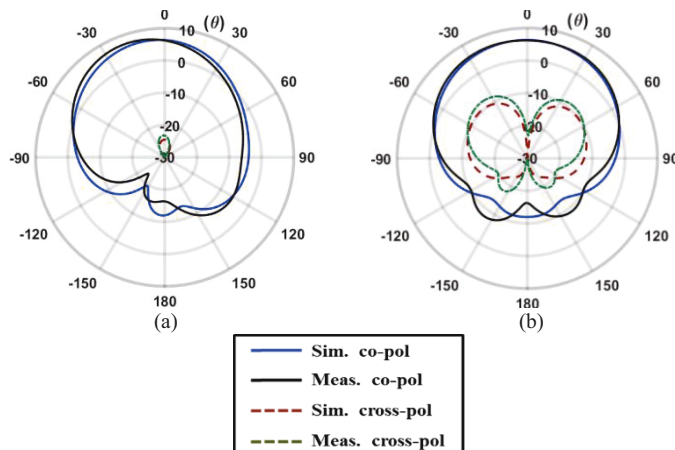 0 (θ) 10
-30 30
0
-60 60
-10
-20
-90 -30 90
-120 120
-150 150
180
(a)
0 (θ) 10
-30 30
0
-60 60
-10
-20
-90 -30 90
-120 120
-150 150
180
(b)
Sim. co-pol
Meas. co-pol
Sim. cross-pol
Meas. cross-pol